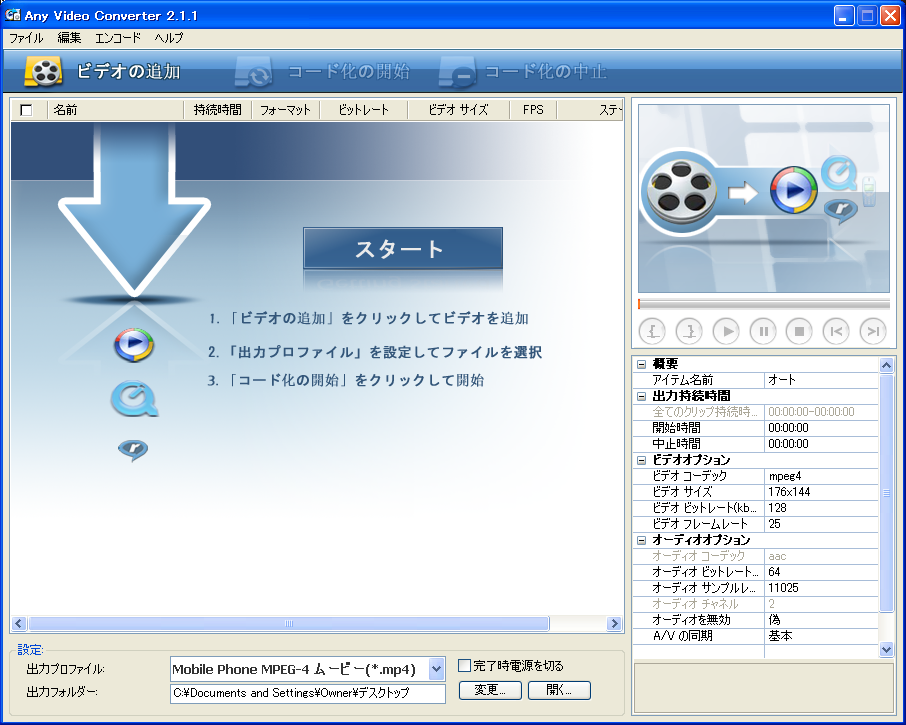 Any Video Converter 2.1.1
ファイル 編集 エンコード ヘルプ
ビデオの追加 コード化の開始 コード化の中止
名前 持続時間 フォーマット ビットレート ビデオ サイズ FPS ステー
スタート
1. 「ビデオの追加」をクリックしてビデオを追加
2. 「出力プロファイル」を設定してファイルを選択
3. 「コード化の開始」をクリックして開始
概要
アイテム名前 オート
出力持続時間
全てのクリップ持続時... 00:00:00-00:00:00
開始時間 00:00:00
中止時間 00:00:00
ビデオオプション
ビデオ コーデック mpeg4
ビデオ サイズ 176x144
ビデオ ビットレート(kb... 128
ビデオ フレームレート 25
オーディオオプション
オーディオ コーデック aac
オーディオ ビットレート... 64
オーディオ サンプルレ... 11025
オーディオ チャネル 2
オーディオを無効 偽
A/V の同期 基本
設定:
出力プロファイル: Mobile Phone MPEG-4 ムービー(*.mp4) 完了時電源を切る
出力フォルダー: C:¥Documents and Settings¥Owner¥デスクトップ 変更... 開く...